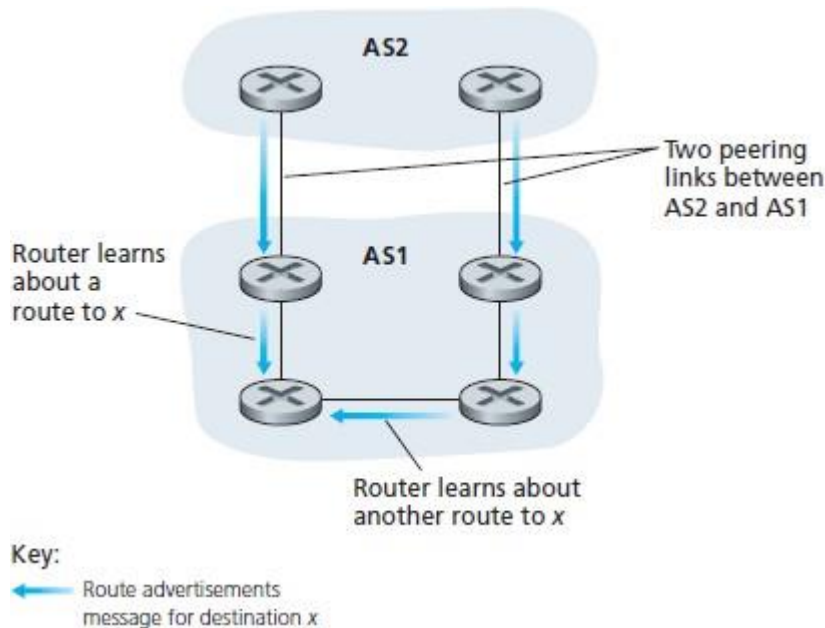 AS2
Two peering
links between
AS2 and AS1
Router learns
about a
route to x
AS1
Router learns about
another route to x
Key:
Route advertisements
message for destination x